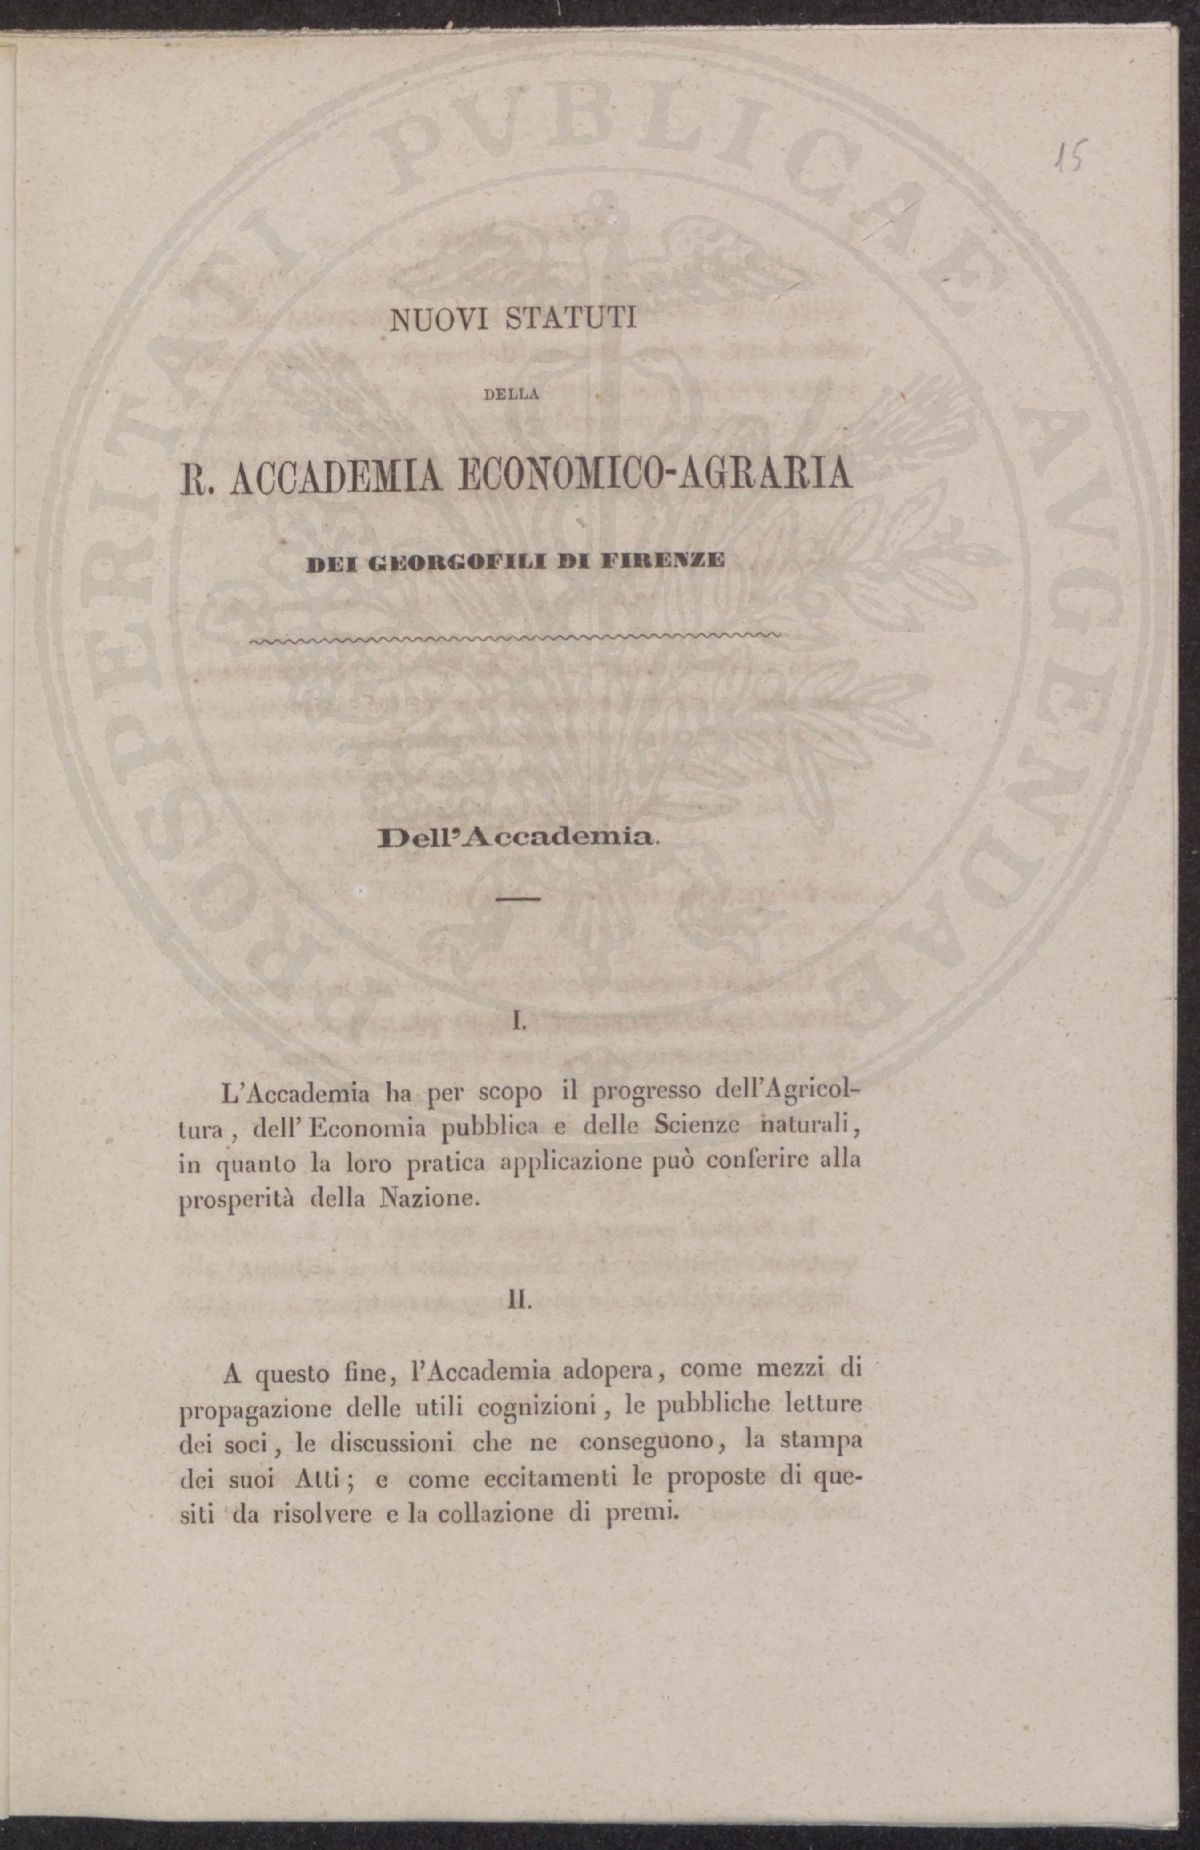 15
PROSPERITATI PVBLICAE AVGENDAE
NUOVI STATUTI
DELLA
R. ACCADEMIA ECONOMICO-AGRARIA
DEI GEORGOFILI DI FIRENZE
Dell'Accademia.
I.
L'Accademia ha per scopo il progresso dell'Agricol-
tura, dell'Economia pubblica e delle Scienze naturali,
in quanto la loro pratica applicazione può conferire alla
prosperità della Nazione.
II.
A questo fine, l'Accademia adopera, come mezzi di
propagazione delle utili cognizioni, le pubbliche letture
dei soci, le discussioni che ne conseguono, la stampa
dei suoi Atti; e come eccitamenti le proposte di que-
siti da risolvere e la collazione di premi.